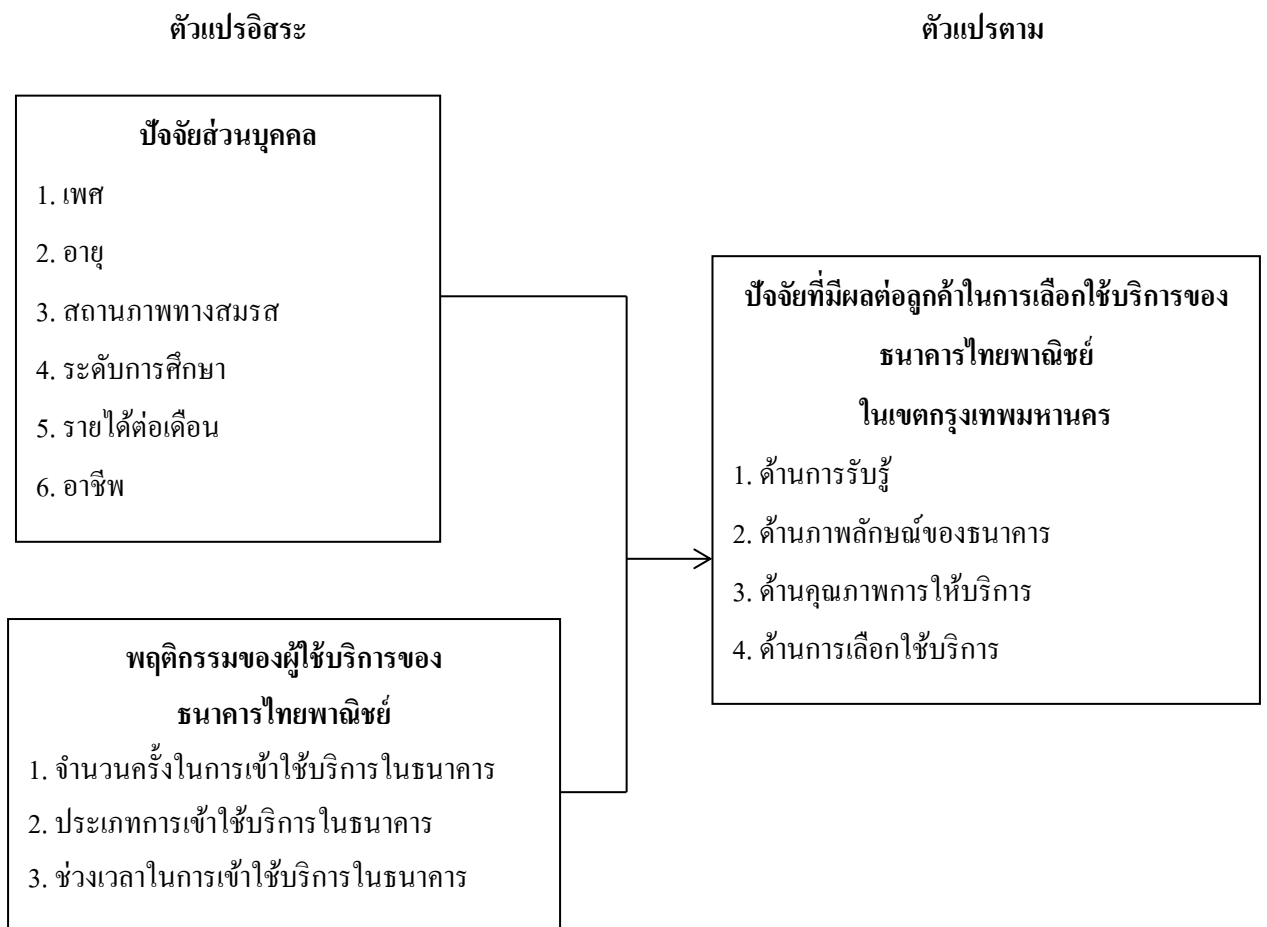 ตัวแปรอิสระ
ตัวแปรตาม
ปัจจัยส่วนบุคคล
1. เพศ
2. อายุ
3. สถานภาพทางสมรส
4. ระดับการศึกษา
5. รายได้ต่อเดือน
6. อาชีพ
พฤติกรรมของผู้ใช้บริการของ
ธนาคารไทยพาณิชย์
1. จำนวนครั้งในการเข้าใช้บริการในธนาคาร
2. ประเภทการเข้าใช้บริการในธนาคาร
3. ช่วงเวลาในการเข้าใช้บริการในธนาคาร
ปัจจัยที่มีผลต่อลูกค้าในการเลือกใช้บริการของ
ธนาคารไทยพาณิชย์
ในเขตกรุงเทพมหานคร
1. ด้านการรับรู้
2. ด้านภาพลักษณ์ของธนาคาร
3. ด้านคุณภาพการให้บริการ
4. ด้านการเลือกใช้บริการ